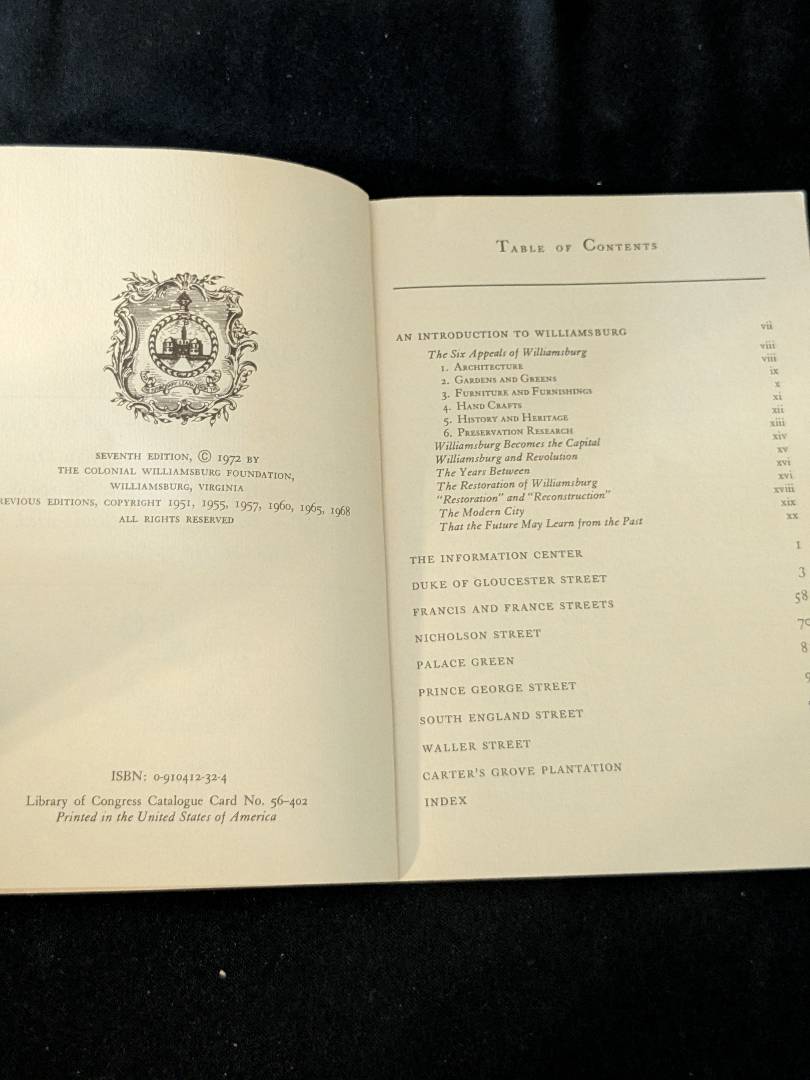 SEVENTH EDITION, © 1972 BY
THE COLONIAL WILLIAMSBURG FOUNDATION,
WILLIAMSBURG, VIRGINIA
REVIOUS EDITIONS, COPYRIGHT 1951, 1955, 1957, 1960, 1965, 1968
ALL RIGHTS RESERVED
ISBN: 0-910412-32-4
Library of Congress Catalogue Card No. 56-402
Printed in the United States of America
TABLE OF CONTENTS
AN INTRODUCTION TO WILLIAMSBURG vii
The Six Appeals of Williamsburg viii
1. ARCHITECTURE viii
2. GARDENS AND GREENS ix
3. FURNITURE AND FURNISHINGS x
4. HAND CRAFTS xi
5. HISTORY AND HERITAGE xii
6. PRESERVATION RESEARCH xiii
Williamsburg Becomes the Capital xiv
Williamsburg and Revolution xv
The Years Between xvi
The Restoration of Williamsburg xvi
"Restoration" and "Reconstruction" xviii
The Modern City xix
That the Future May Learn from the Past xx
THE INFORMATION CENTER 1
DUKE OF GLOUCESTER STREET 3
FRANCIS AND FRANCE STREETS 58
NICHOLSON STREET 7
PALACE GREEN 8
PRINCE GEORGE STREET 9
SOUTH ENGLAND STREET
WALLER STREET
CARTER'S GROVE PLANTATION
INDEX